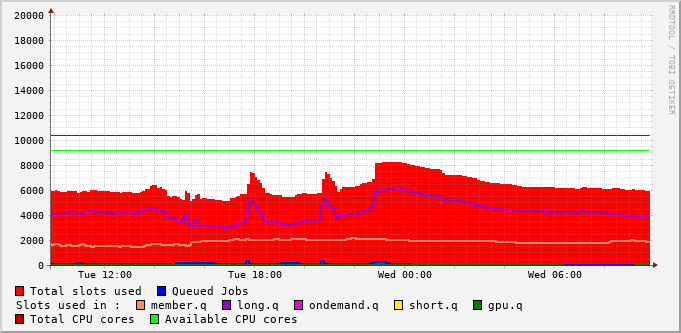 RRDTOOL / TOBI OETIKER
20000
18000
16000
14000
12000
10000
8000
6000
4000
2000
0
Tue 12:00 Tue 18:00 Wed 00:00 Wed 06:00
Total slots used Queued Jobs
Slots used in : member.q long.q ondemand.q short.q gpu.q
Total CPU cores Available CPU cores